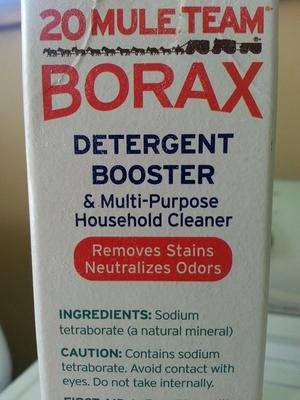 20 MULE TEAM®
BORAX
DETERGENT
BOOSTER
& Multi-Purpose
Household Cleaner
Removes Stains
Neutralizes Odors
INGREDIENTS: Sodium
tetraborate (a natural mineral)
CAUTION: Contains sodium
tetraborate. Avoid contact with
eyes. Do not take internally.